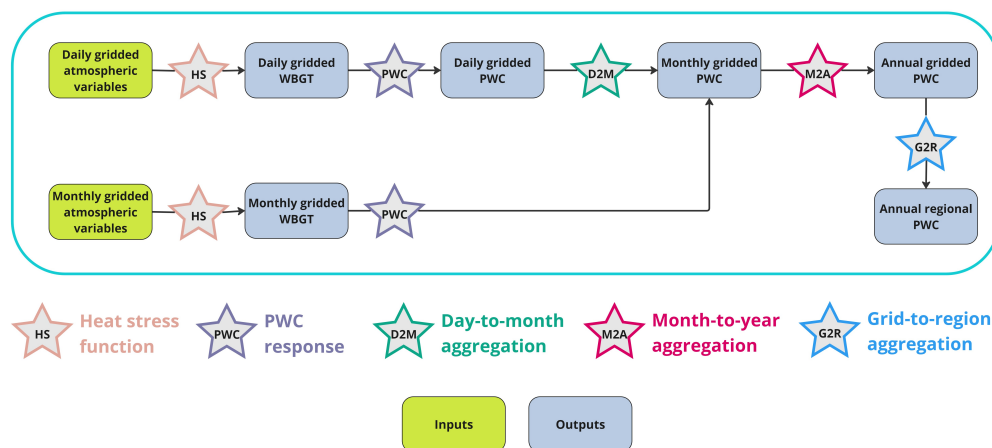 Daily gridded
atmospheric
variables
HS
Daily gridded
WBGT
PWC
Daily gridded
PWC
D2M
Monthly gridded
PWC
M2A
Annual gridded
PWC
G2R
Monthly gridded
atmospheric
variables
HS
Monthly gridded
WBGT
PWC
Annual regional
PWC
HS
Heat stress
function
PWC
PWC
response
D2M
Day-to-month
aggregation
M2A
Month-to-year
aggregation
G2R
Grid-to-region
aggregation
Inputs
Outputs